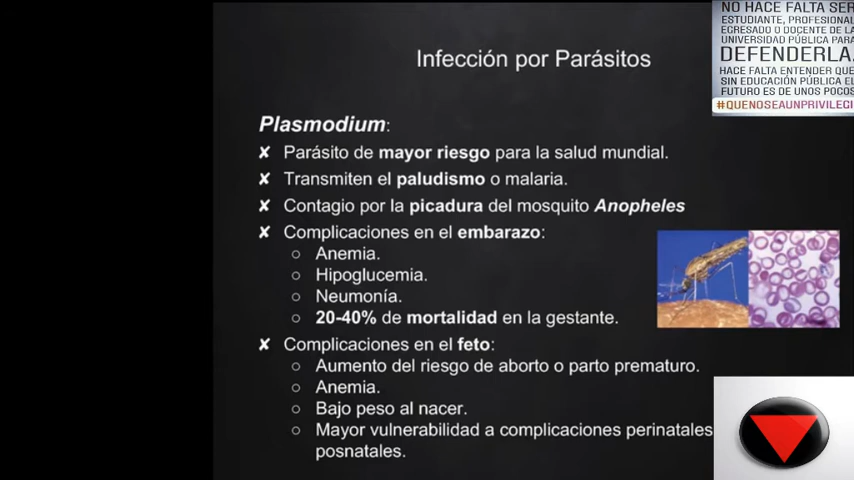 NO HACE FALTA SER
ESTUDIANTE, PROFESIONAL
EGRESADO O DOCENTE DE LA
UNIVERSIDAD PÚBLICA PARA
DEFENDERLA.
HACE FALTA ENTENDER QUE
SIN EDUCACIÓN PÚBLICA EL
FUTURO ES DE UNOS POCOS
#QUENOSEAUNPRIVILEGI
Infección por Parásitos
Plasmodium:
✘ Parásito de mayor riesgo para la salud mundial.
✘ Transmiten el paludismo o malaria.
✘ Contagio por la picadura del mosquito Anopheles
✘ Complicaciones en el embarazo:
○ Anemia.
○ Hipoglucemia.
○ Neumonía.
○ 20-40% de mortalidad en la gestante.
✘ Complicaciones en el feto:
○ Aumento del riesgo de aborto o parto prematuro.
○ Anemia.
○ Bajo peso al nacer.
○ Mayor vulnerabilidad a complicaciones perinatales
posnatales.